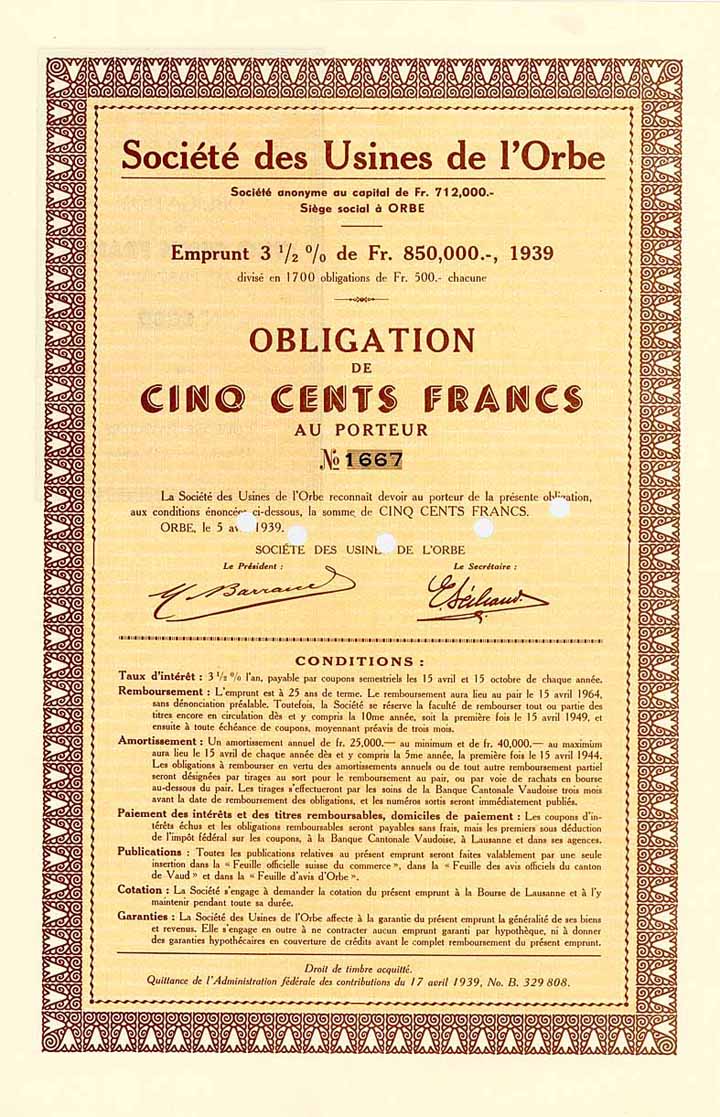 Société des Usines de l'Orbe
Société anonyme au capital de Fr. 712,000.-
Siège social à ORBE
Emprunt 3 1/2 % de Fr. 850,000.-, 1939
divisé en 1700 obligations de Fr. 500.- chacune
OBLIGATION
DE
CINQ CENTS FRANCS
AU PORTEUR
№ 1667
La Société des Usines de l'Orbe reconnait devoir au porteur de la présente obligation,
aux conditions énoncées ci-dessous, la somme de CINQ CENTS FRANCS.
ORBE, le 5 av 1939.
SOCIÉTÉ DES USINE DE L'ORBE
Le Président :
Le Secrétaire :
CONDITIONS :
Taux d'intérêt : 3 1/2 % l'an, payable par coupons semestriels les 15 avril et 15 octobre de chaque année.
Remboursement : L'emprunt est à 25 ans de terme. Le remboursement aura lieu au pair le 15 avril 1964,
sans dénonciation préalable. Toutefois, la Société se réserve la faculté de rembourser tout ou partie des
titres encore en circulation dès et y compris la 10me année, soit la première fois le 15 avril 1949, et
ensuite à toute échéance de coupons, moyennant préavis de trois mois.
Amortissement : Un amortissement annuel de fr. 25,000.— au minimum et de fr. 40,000.— au maximum
aura lieu le 15 avril de chaque année dès et y compris la 5me année, la première fois le 15 avril 1944.
Les obligations à rembourser en vertu des amortissements annuels ou de tout autre remboursement partiel
seront désignées par tirages au sort pour le remboursement au pair, ou par voie de rachats en bourse
au-dessous du pair. Les tirages s'effectueront par les soins de la Banque Cantonale Vaudoise trois mois
avant la date de remboursement des obligations, et les numéros sortis seront immédiatement publiés.
Paiement des intérêts et des titres remboursables, domiciles de paiement : Les coupons d'in-
térêts échus et les obligations remboursables seront payables sans frais, mais les premiers sous déduction
de l'impôt fédéral sur les coupons, à la Banque Cantonale Vaudoise, à Lausanne et dans ses agences.
Publications : Toutes les publications relatives au présent emprunt seront faites valablement par une seule
insertion dans la « Feuille officielle suisse du commerce », dans la « Feuille des avis officiels du canton
de Vaud » et dans la « Feuille d'avis d'Orbe ».
Cotation : La Société s'engage à demander la cotation du présent emprunt à la Bourse de Lausanne et à l'y
maintenir pendant toute sa durée.
Garanties : La Société des Usines de l'Orbe affecte à la garantie du présent emprunt la généralité de ses biens
et revenus. Elle s'engage en outre à ne contracter aucun emprunt garanti par hypothèque, ni à donner
des garanties hypothécaires en couverture de crédits avant le complet remboursement du présent emprunt.
Droit de timbre acquitté.
Quittance de l'Administration fédérale des contributions du 17 avril 1939, No. B. 329 808.